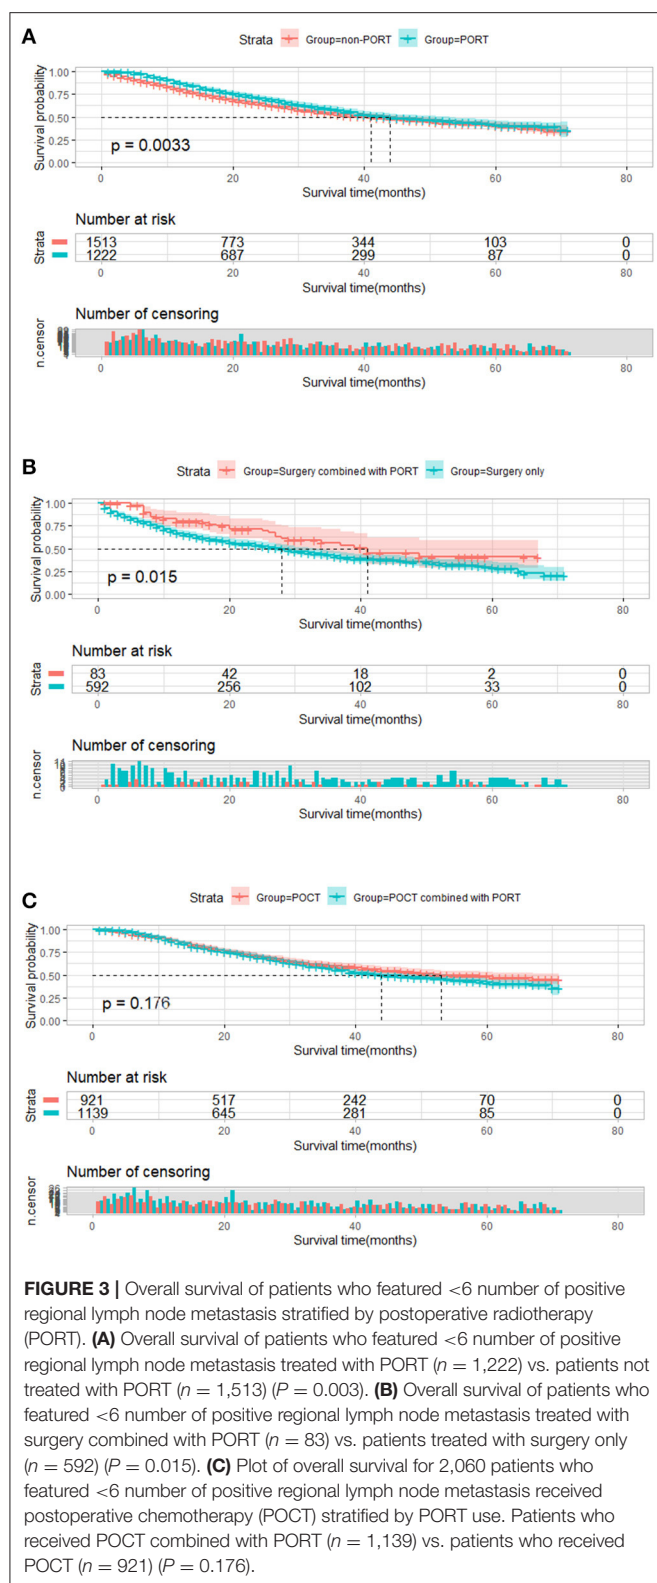 A
Strata Group=non-PORT Group=PORT
Survival probability
1.00
0.75
0.50
0.25
0.00
p = 0.0033
0 20 40 60 80
Survival time(months)
Number at risk
Strata
1513 773 344 103 0
1222 687 299 87 0
0 20 40 60 80
Survival time(months)
Number of censoring
n.censor
0 20 40 60 80
Survival time(months)
B
Strata Group=Surgery combined with PORT Group=Surgery only
Survival probability
1.00
0.75
0.50
0.25
0.00
p = 0.015
0 20 40 60 80
Survival time(months)
Number at risk
Strata
83 42 18 2 0
592 256 102 33 0
0 20 40 60 80
Survival time(months)
Number of censoring
n.censor
0 20 40 60 80
Survival time(months)
C
Strata Group=POCT Group=POCT combined with PORT
Survival probability
1.00
0.75
0.50
0.25
0.00
p = 0.176
0 20 40 60 80
Survival time(months)
Number at risk
Strata
921 517 242 70 0
1139 645 281 85 0
0 20 40 60 80
Survival time(months)
Number of censoring
n.censor
0 20 40 60 80
Survival time(months)
FIGURE 3 | Overall survival of patients who featured <6 number of positive
regional lymph node metastasis stratified by postoperative radiotherapy
(PORT). (A) Overall survival of patients who featured <6 number of positive
regional lymph node metastasis treated with PORT (n = 1,222) vs. patients not
treated with PORT (n = 1,513) (P = 0.003). (B) Overall survival of patients who
featured <6 number of positive regional lymph node metastasis treated with
surgery combined with PORT (n = 83) vs. patients treated with surgery only
(n = 592) (P = 0.015). (C) Plot of overall survival for 2,060 patients who
featured <6 number of positive regional lymph node metastasis received
postoperative chemotherapy (POCT) stratified by PORT use. Patients who
received POCT combined with PORT (n = 1,139) vs. patients who received
POCT (n = 921) (P = 0.176).